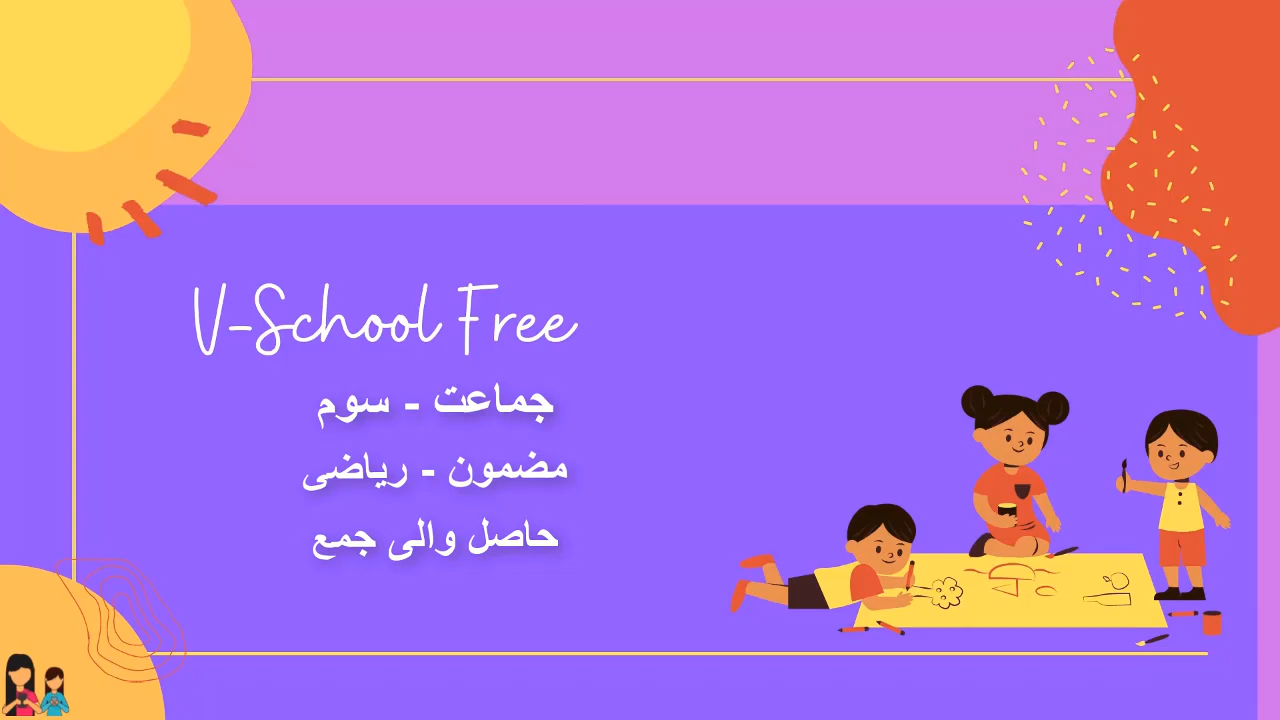 V-School Free
جماعت - سوم
مضمون - ریاضی
حاصل والی جمع